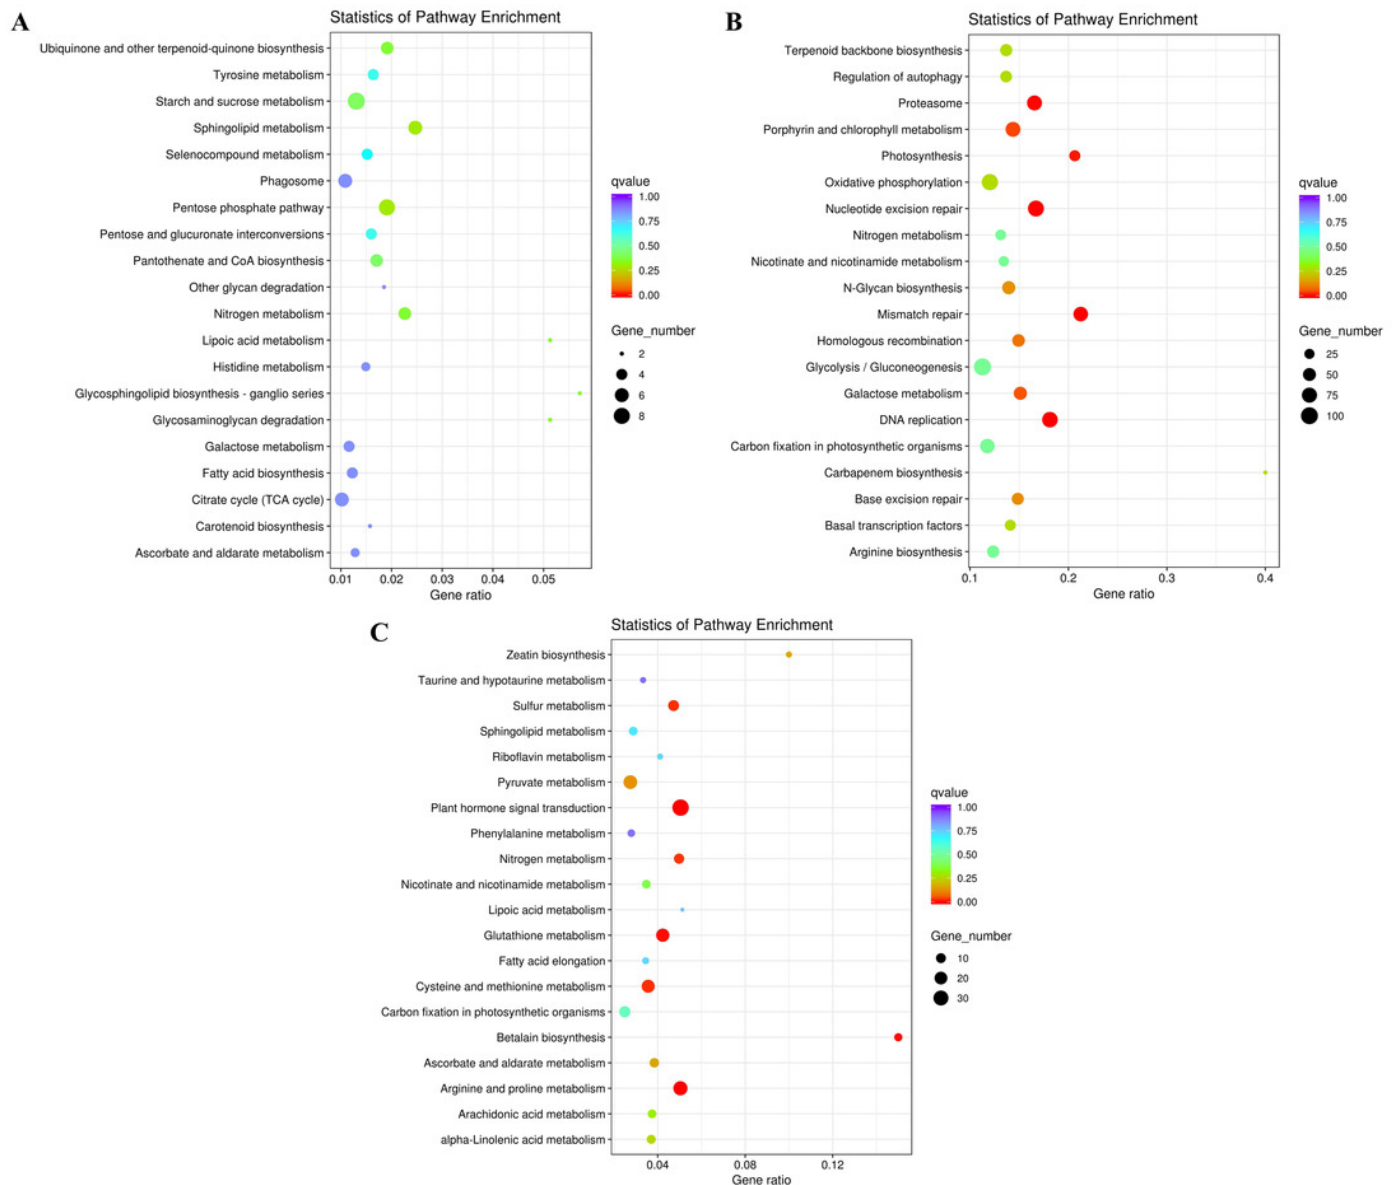 A
Statistics of Pathway Enrichment
Ubiquinone and other terpenoid-quinone biosynthesis
Tyrosine metabolism
Starch and sucrose metabolism
Sphingolipid metabolism
Selenocompound metabolism
Phagosome
Pentose phosphate pathway
Pentose and glucuronate interconversions
Pantothenate and CoA biosynthesis
Other glycan degradation
Nitrogen metabolism
Lipoic acid metabolism
Histidine metabolism
Glycosphingolipid biosynthesis - ganglio series
Glycosaminoglycan degradation
Galactose metabolism
Fatty acid biosynthesis
Citrate cycle (TCA cycle)
Carotenoid biosynthesis
Ascorbate and aldarate metabolism
0.01 0.02 0.03 0.04 0.05
Gene ratio
qvalue
1.00
0.75
0.50
0.25
0.00
Gene_number
2
4
6
8
B
Statistics of Pathway Enrichment
Terpenoid backbone biosynthesis
Regulation of autophagy
Proteasome
Porphyrin and chlorophyll metabolism
Photosynthesis
Oxidative phosphorylation
Nucleotide excision repair
Nitrogen metabolism
Nicotinate and nicotinamide metabolism
N-Glycan biosynthesis
Mismatch repair
Homologous recombination
Glycolysis / Gluconeogenesis
Galactose metabolism
DNA replication
Carbon fixation in photosynthetic organisms
Carbapenem biosynthesis
Base excision repair
Basal transcription factors
Arginine biosynthesis
0.1 0.2 0.3 0.4
Gene ratio
qvalue
1.00
0.75
0.50
0.25
0.00
Gene_number
25
50
75
100
C
Statistics of Pathway Enrichment
Zeatin biosynthesis
Taurine and hypotaurine metabolism
Sulfur metabolism
Sphingolipid metabolism
Riboflavin metabolism
Pyruvate metabolism
Plant hormone signal transduction
Phenylalanine metabolism
Nitrogen metabolism
Nicotinate and nicotinamide metabolism
Lipoic acid metabolism
Glutathione metabolism
Fatty acid elongation
Cysteine and methionine metabolism
Carbon fixation in photosynthetic organisms
Betalain biosynthesis
Ascorbate and aldarate metabolism
Arginine and proline metabolism
Arachidonic acid metabolism
alpha-Linolenic acid metabolism
0.04 0.08 0.12
Gene ratio
qvalue
1.00
0.75
0.50
0.25
0.00
Gene_number
10
20
30